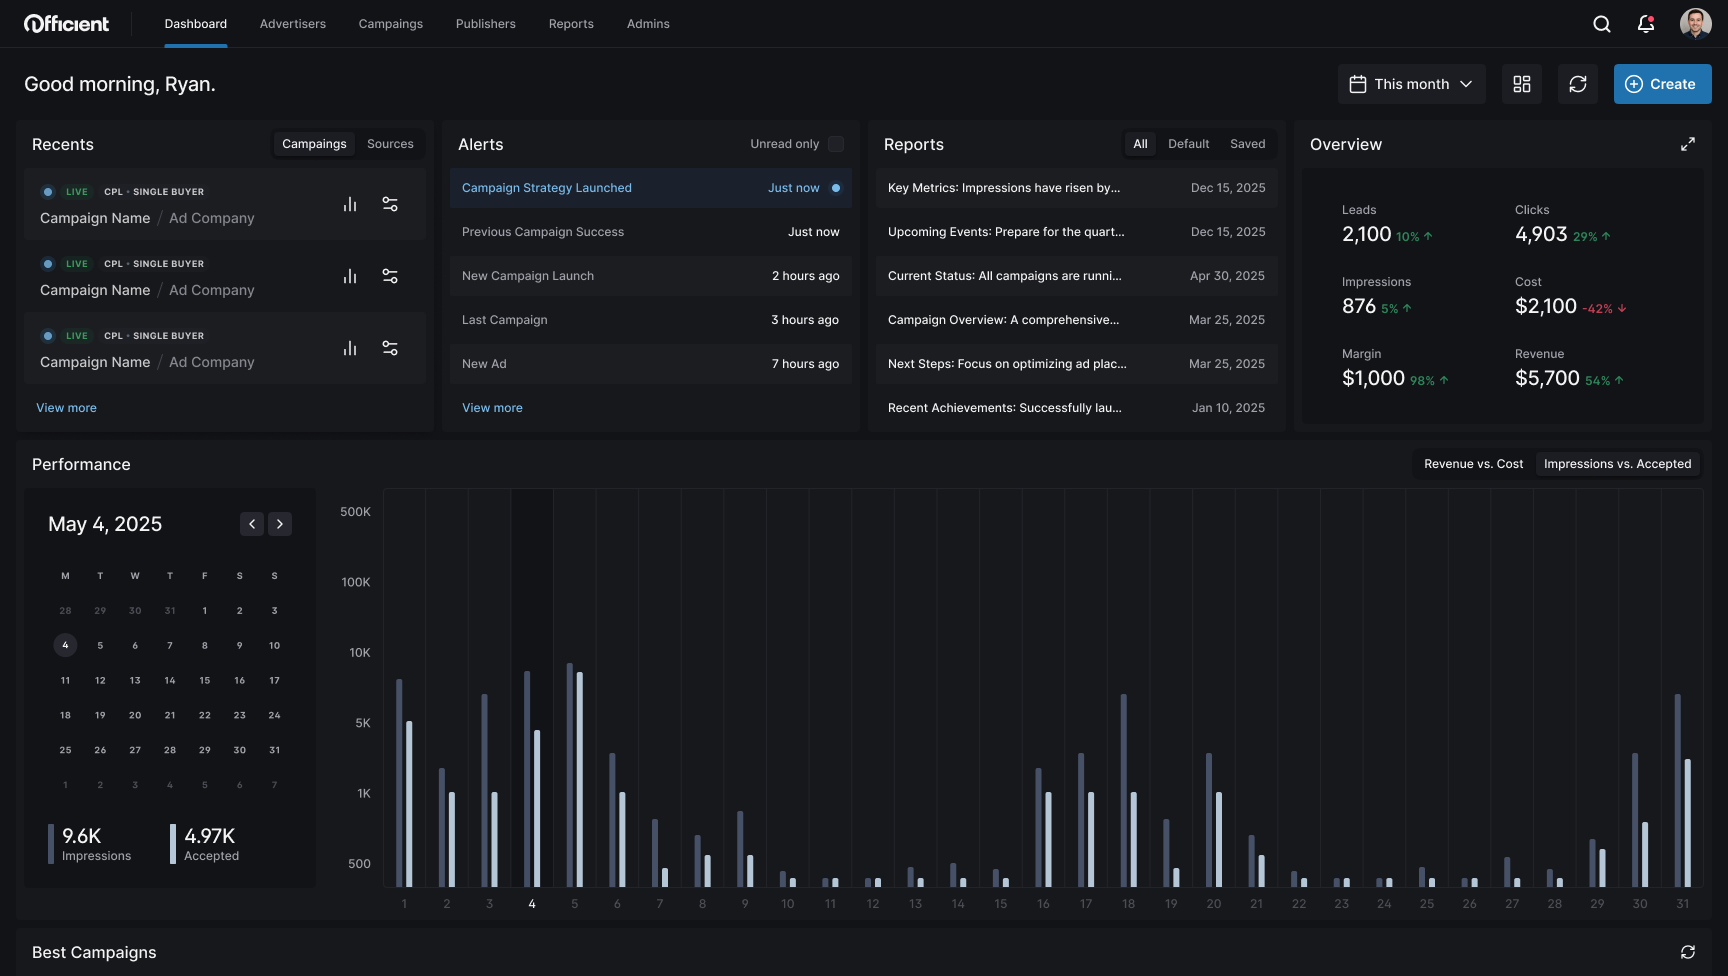 Officient
Dashboard
Advertisers
Campaings
Publishers
Reports
Admins
Good morning, Ryan.
This month
Create
Recents
Campaings
Sources
LIVE CPL • SINGLE BUYER
Campaign Name / Ad Company
LIVE CPL • SINGLE BUYER
Campaign Name / Ad Company
LIVE CPL • SINGLE BUYER
Campaign Name / Ad Company
View more
Alerts
Unread only
Campaign Strategy Launched Just now
Previous Campaign Success Just now
New Campaign Launch 2 hours ago
Last Campaign 3 hours ago
New Ad 7 hours ago
View more
Reports
All
Default
Saved
Key Metrics: Impressions have risen by... Dec 15, 2025
Upcoming Events: Prepare for the quart... Dec 15, 2025
Current Status: All campaigns are runni... Apr 30, 2025
Campaign Overview: A comprehensive... Mar 25, 2025
Next Steps: Focus on optimizing ad plac... Mar 25, 2025
Recent Achievements: Successfully lau... Jan 10, 2025
Overview
Leads
2,100 10% ↑
Clicks
4,903 29% ↑
Impressions
876 5% ↑
Cost
$2,100 -42% ↓
Margin
$1,000 98% ↑
Revenue
$5,700 54% ↑
Performance
Revenue vs. Cost
Impressions vs. Accepted
May 4, 2025
M T W T F S S
28 29 30 31 1 2 3
4 5 6 7 8 9 10
11 12 13 14 15 16 17
18 19 20 21 22 23 24
25 26 27 28 29 30 31
1 2 3 4 5 6 7
9.6K
Impressions
4.97K
Accepted
500K
100K
10K
5K
1K
500
1 2 3 4 5 6 7 8 9 10 11 12 13 14 15 16 17 18 19 20 21 22 23 24 25 26 27 28 29 30 31
Best Campaigns